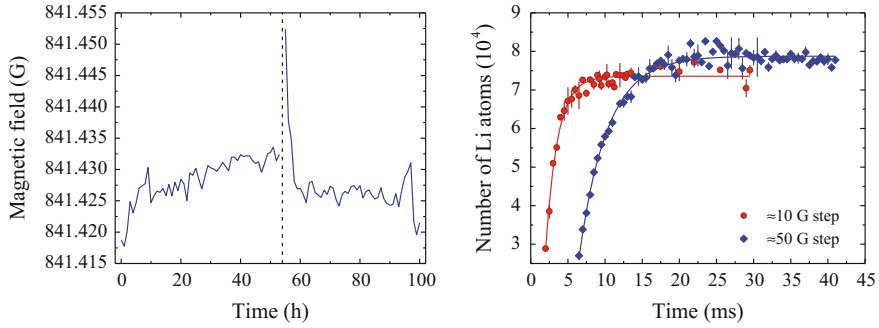 841.455
841.450
841.445
841.440
841.435
841.430
841.425
841.420
841.415
Magnetic field (G)
0 20 40 60 80 100
Time (h)
9
8
7
6
5
4
3
Number of Li atoms (10⁴)
≈10 G step
≈50 G step
0 5 10 15 20 25 30 35 40 45
Time (ms)